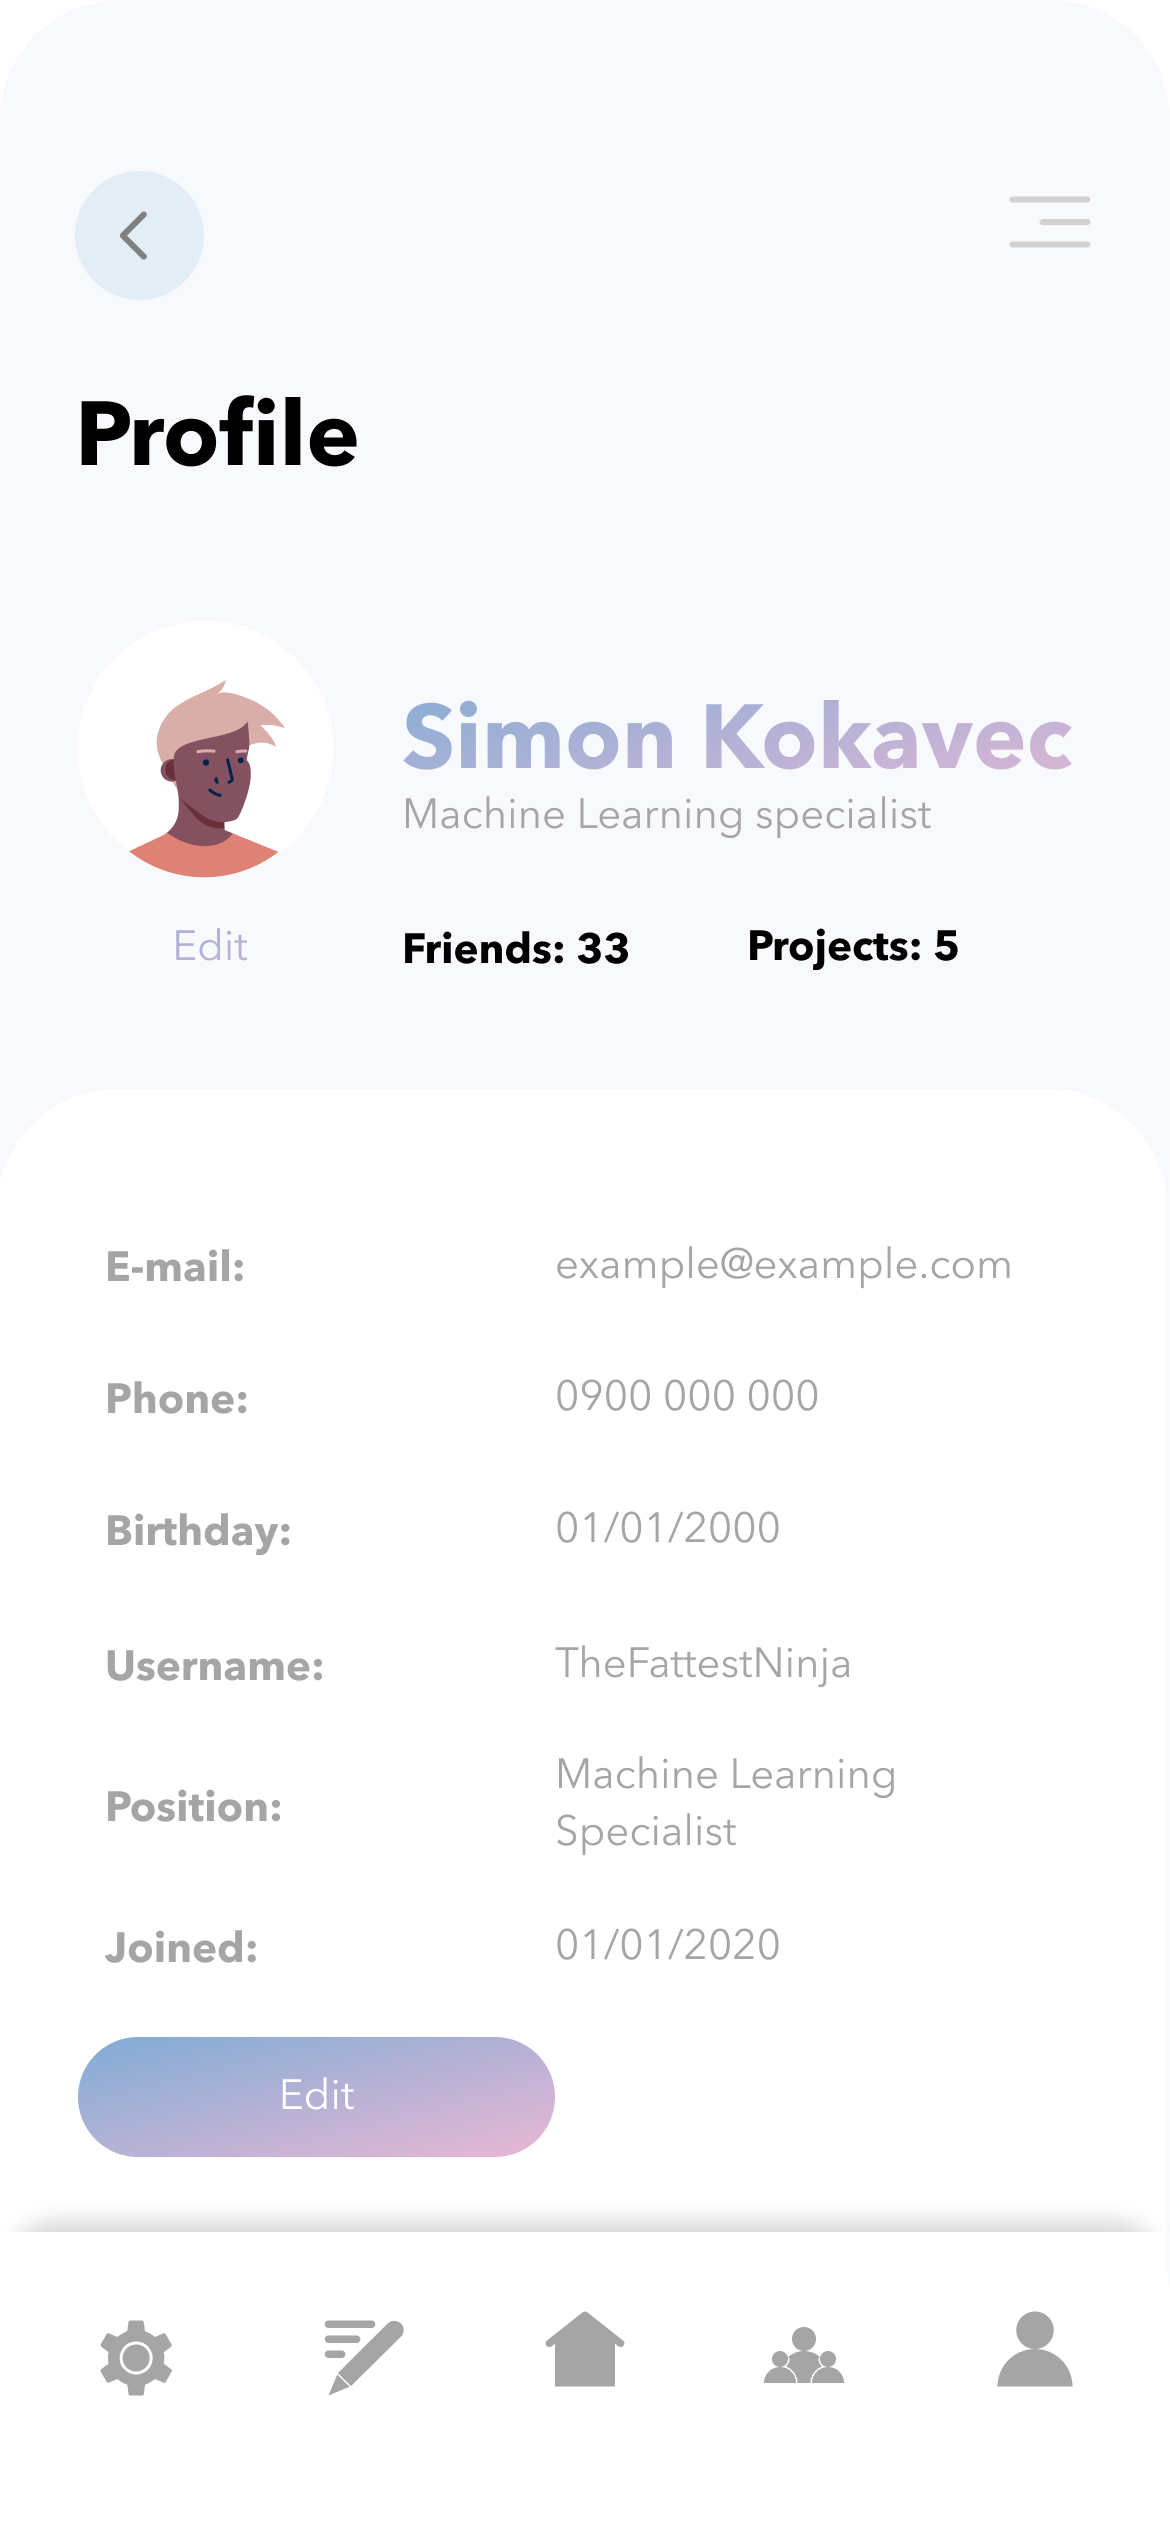 Profile
Simon Kokavec
Machine Learning specialist
Edit
Friends: 33
Projects: 5
E-mail:
example@example.com
Phone:
0900 000 000
Birthday:
01/01/2000
Username:
TheFattestNinja
Position:
Machine Learning
Specialist
Joined:
01/01/2020
Edit